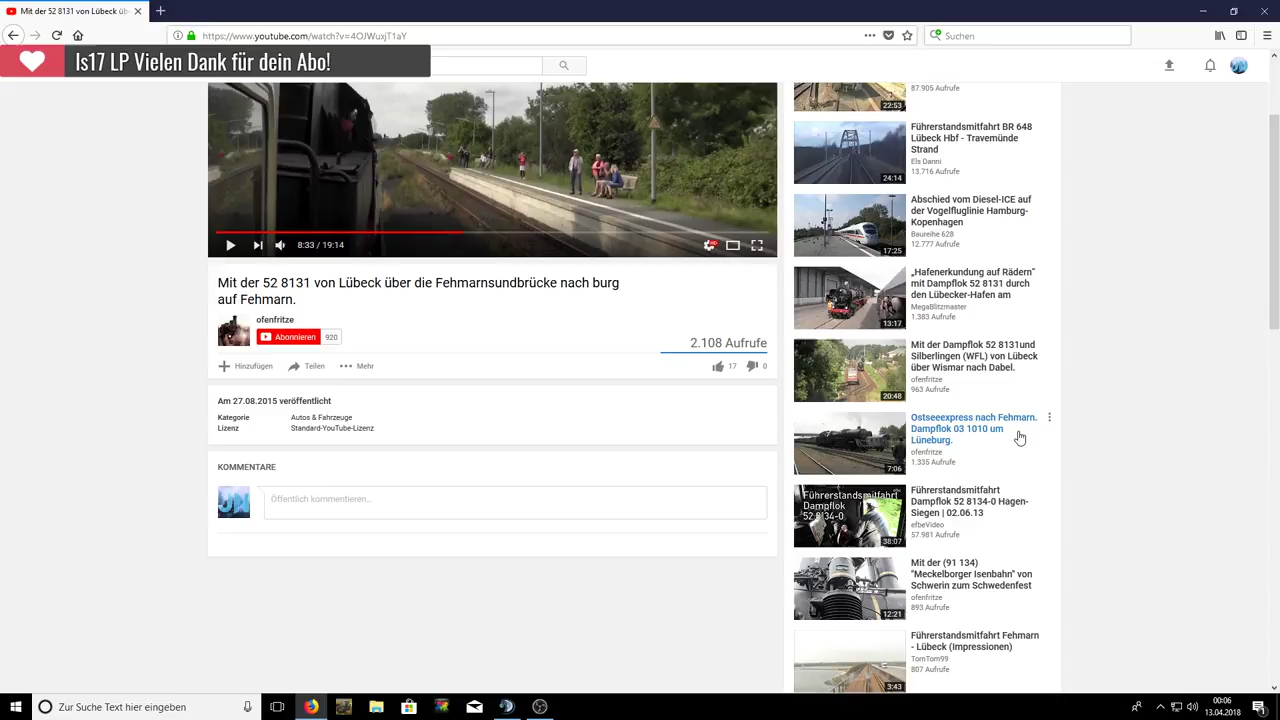 Mit der 52 8131 von Lübeck üb
https://www.youtube.com/watch?v=4OJWuxjT1aY
Suchen
Is17 LP Vielen Dank für dein Abo!
8:33 / 19:14
HD
Mit der 52 8131 von Lübeck über die Fehmarnsundbrücke nach burg
auf Fehmarn.
ofenfritze
Abonnieren 920
2.108 Aufrufe
Hinzufügen Teilen Mehr
17 0
Am 27.08.2015 veröffentlicht
Kategorie Autos & Fahrzeuge
Lizenz Standard-YouTube-Lizenz
KOMMENTARE
Öffentlich kommentieren...
87.905 Aufrufe
22:53
Führerstandsmitfahrt BR 648
Lübeck Hbf - Travemünde
Strand
Els Danni
13.716 Aufrufe
24:14
Abschied vom Diesel-ICE auf
der Vogelfluglinie Hamburg-
Kopenhagen
Baureihe 628
12.777 Aufrufe
17:25
„Hafenerkundung auf Rädern"
mit Dampflok 52 8131 durch
den Lübecker-Hafen am
MegaBlitzmaster
1.383 Aufrufe
13:17
Mit der Dampflok 52 8131und
Silberlingen (WFL) von Lübeck
über Wismar nach Dabel.
ofenfritze
963 Aufrufe
20:48
Ostseeexpress nach Fehmarn.
Dampflok 03 1010 um
Lüneburg.
ofenfritze
1.335 Aufrufe
7:06
Führerstandsmitfahrt
Dampflok
52 8134-0
Führerstandsmitfahrt
Dampflok 52 8134-0 Hagen-
Siegen | 02.06.13
efbeVideo
57.981 Aufrufe
38:07
Mit der (91 134)
"Meckelborger Isenbahn" von
Schwerin zum Schwedenfest
ofenfritze
893 Aufrufe
12:21
Führerstandsmitfahrt Fehmarn
- Lübeck (Impressionen)
TomTom99
807 Aufrufe
3:43
Zur Suche Text hier eingeben
00:06
13.04.2018
1